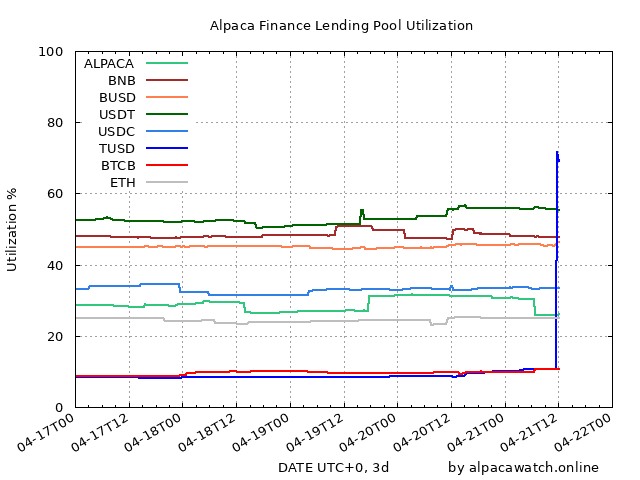 Alpaca Finance Lending Pool Utilization
100
80
60
40
20
0
Utilization %
ALPACA
BNB
BUSD
USDT
USDC
TUSD
BTCB
ETH
04-17T00
04-17T12
04-18T00
04-18T12
04-19T00
04-19T12
04-20T00
04-20T12
04-21T00
04-21T12
04-22T00
DATE UTC+0, 3d
by alpacawatch.online